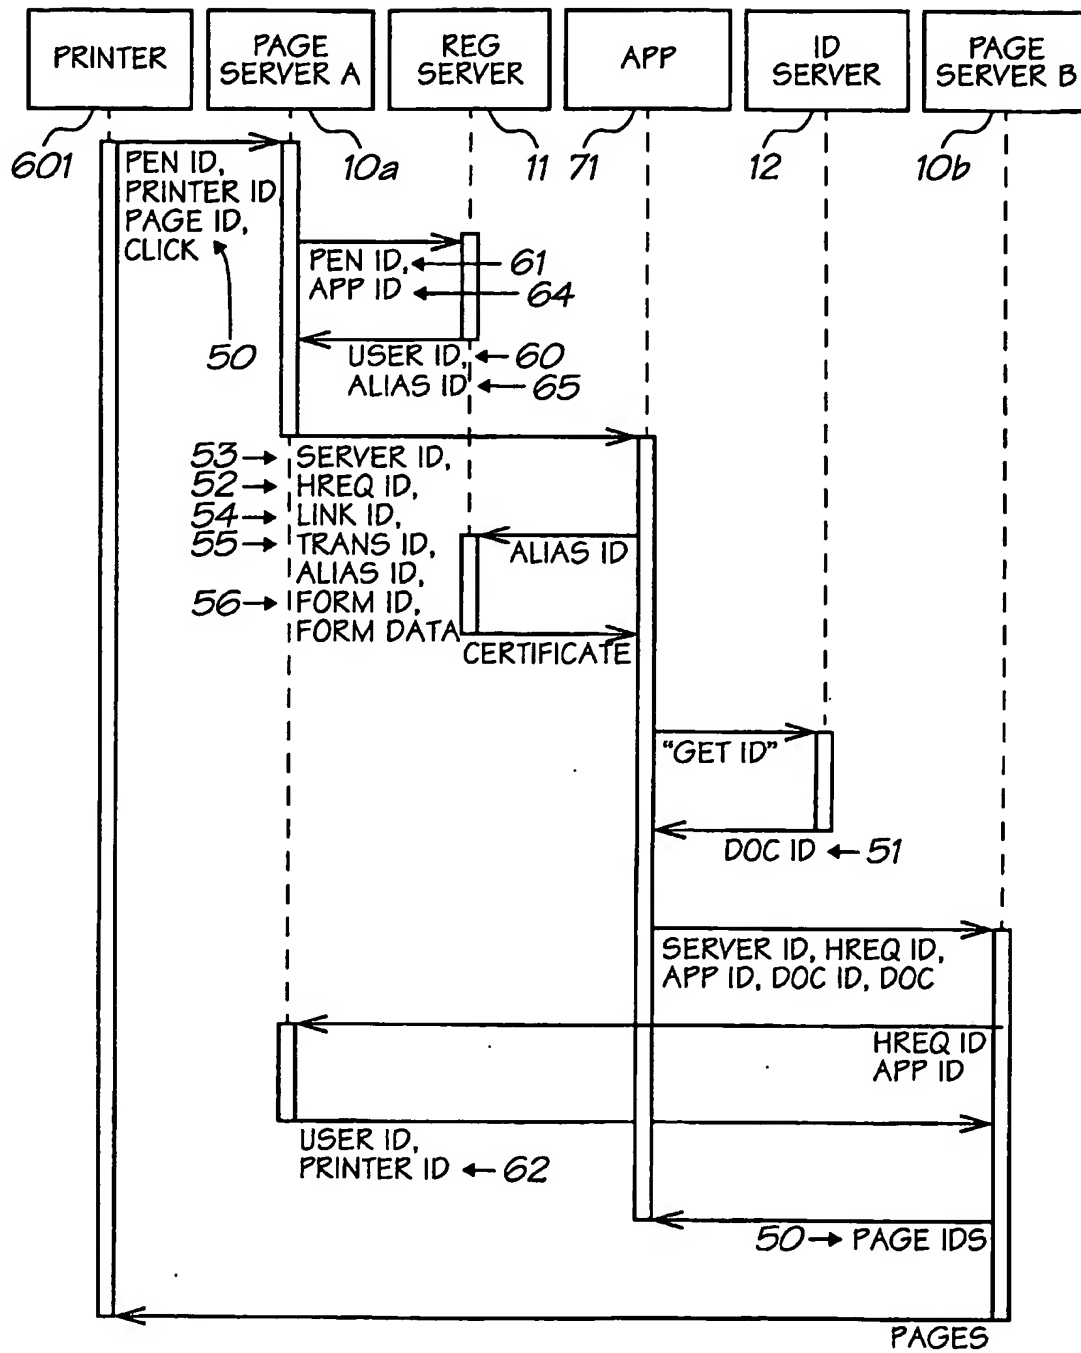 PRINTER
PAGE
SERVER A
REG
SERVER
APP
ID
SERVER
PAGE
SERVER B
601
10a
11
71
12
10b
PEN ID,
PRINTER ID
PAGE ID,
CLICK
50
PEN ID,
61
APP ID
64
USER ID,
60
ALIAS ID
65
53
SERVER ID,
52
HREQ ID,
54
LINK ID,
55
TRANS ID,
ALIAS ID,
56
FORM ID,
FORM DATA
ALIAS ID
CERTIFICATE
"GET ID"
DOC ID
51
SERVER ID, HREQ ID,
APP ID, DOC ID, DOC
HREQ ID
APP ID
USER ID,
PRINTER ID
62
50
PAGE IDS
PAGES